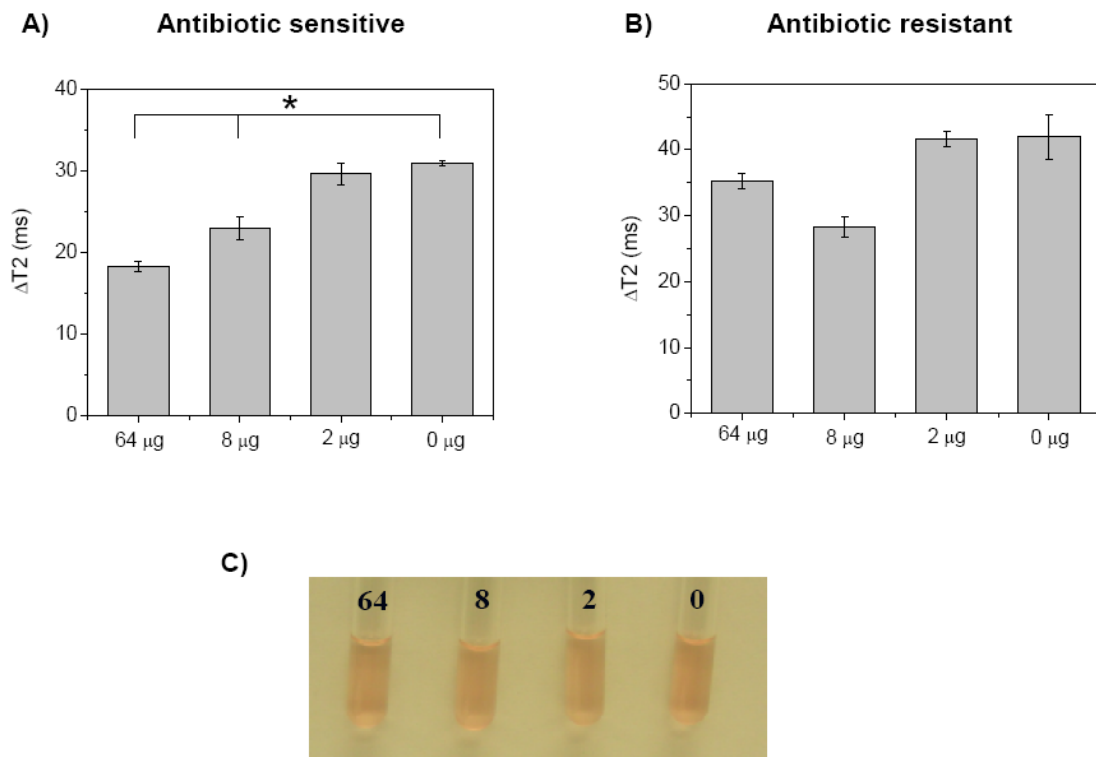 A) Antibiotic sensitive
*
40
30
20
10
0
ΔT2 (ms)
64 μg 8 μg 2 μg 0 μg
B) Antibiotic resistant
50
40
30
20
10
0
ΔT2 (ms)
64 μg 8 μg 2 μg 0 μg
C)
64 8 2 0